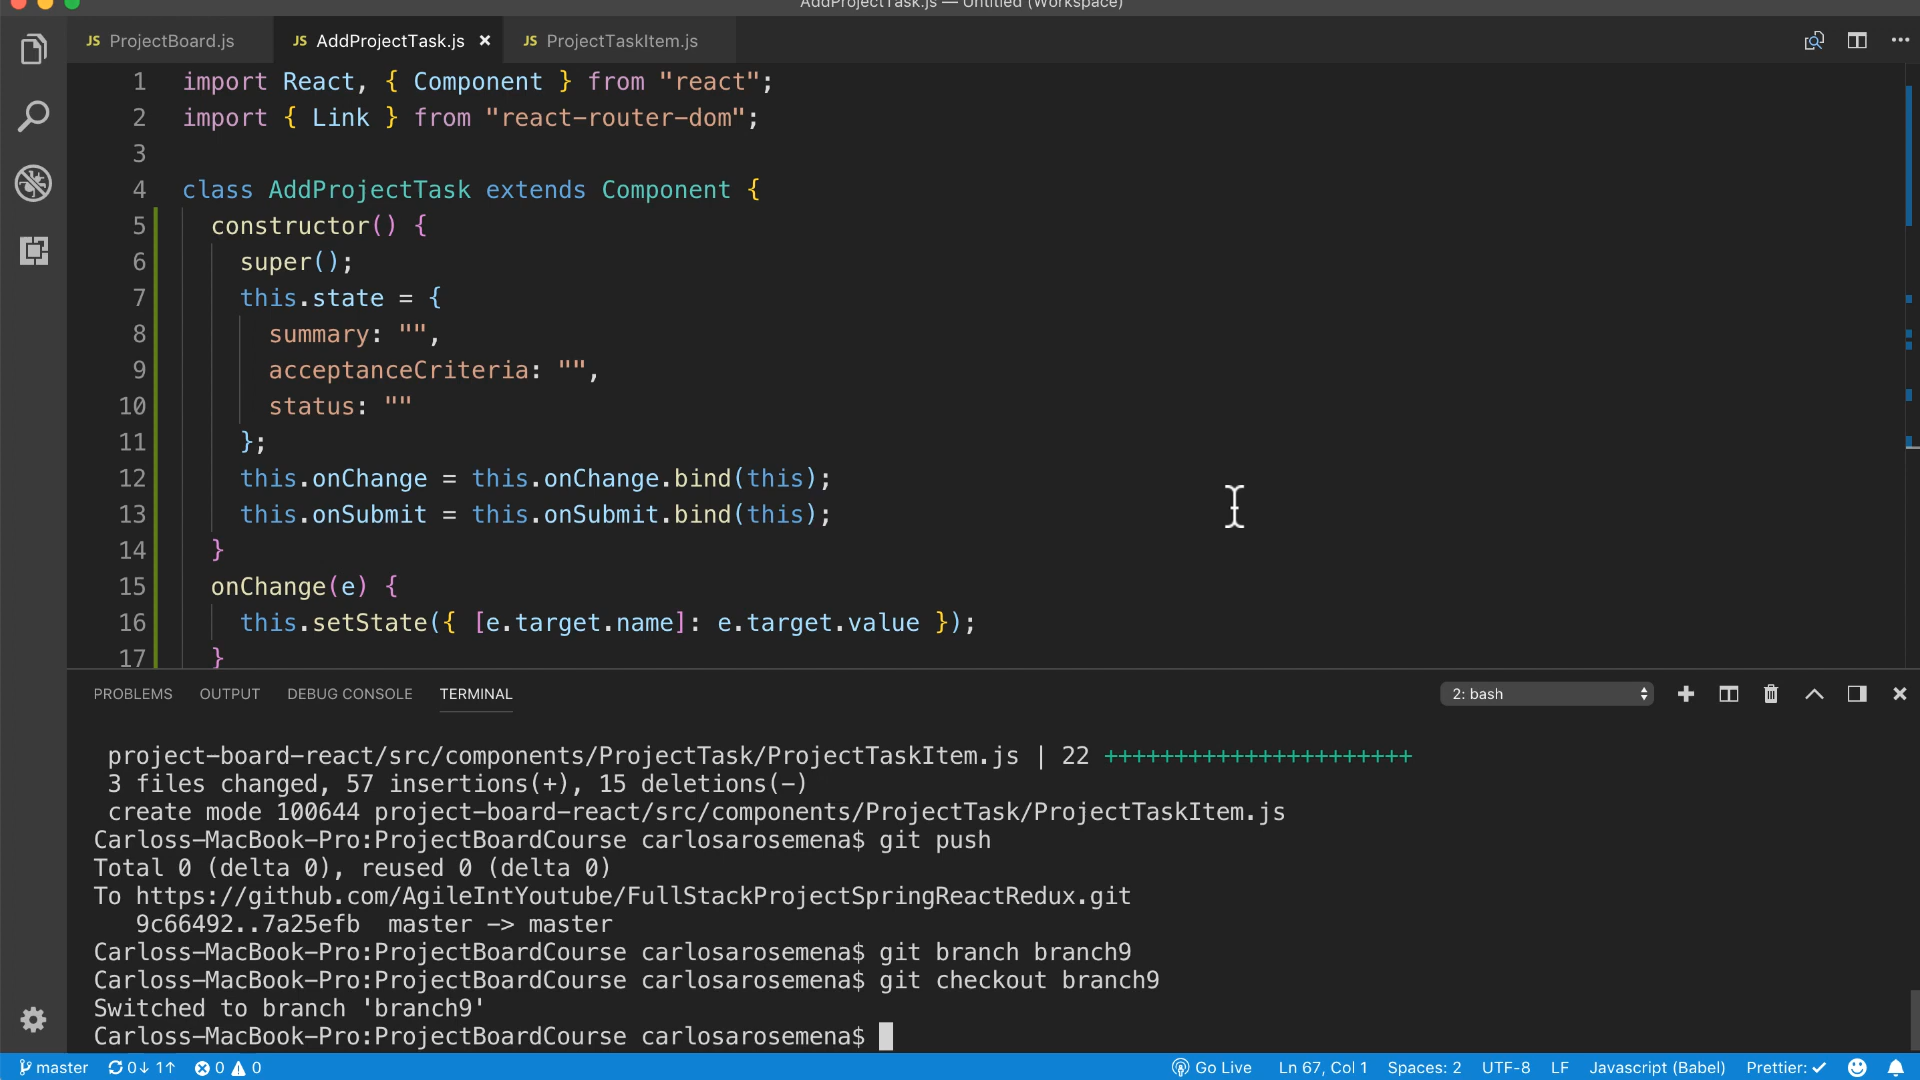 AddProjectTask.js — Untitled (Workspace)
JS ProjectBoard.js
JS AddProjectTask.js ×
JS ProjectTaskItem.js
1 import React, { Component } from "react";
2 import { Link } from "react-router-dom";
3
4 class AddProjectTask extends Component {
5 constructor() {
6 super();
7 this.state = {
8 summary: "",
9 acceptanceCriteria: "",
10 status: ""
11 };
12 this.onChange = this.onChange.bind(this);
13 this.onSubmit = this.onSubmit.bind(this);
14 }
15 onChange(e) {
16 this.setState({ [e.target.name]: e.target.value });
17 }
PROBLEMS OUTPUT DEBUG CONSOLE TERMINAL 2: bash
project-board-react/src/components/ProjectTask/ProjectTaskItem.js | 22 ++++++++++++++++++++++
3 files changed, 57 insertions(+), 15 deletions(-)
create mode 100644 project-board-react/src/components/ProjectTask/ProjectTaskItem.js
Carloss-MacBook-Pro:ProjectBoardCourse carlosarosemena$ git push
Total 0 (delta 0), reused 0 (delta 0)
To https://github.com/AgileIntYoutube/FullStackProjectSpringReactRedux.git
9c66492..7a25efb master -> master
Carloss-MacBook-Pro:ProjectBoardCourse carlosarosemena$ git branch branch9
Carloss-MacBook-Pro:ProjectBoardCourse carlosarosemena$ git checkout branch9
Switched to branch 'branch9'
Carloss-MacBook-Pro:ProjectBoardCourse carlosarosemena$
master 0↓ 1↑ 0 0 Go Live Ln 67, Col 1 Spaces: 2 UTF-8 LF Javascript (Babel) Prettier: ✓